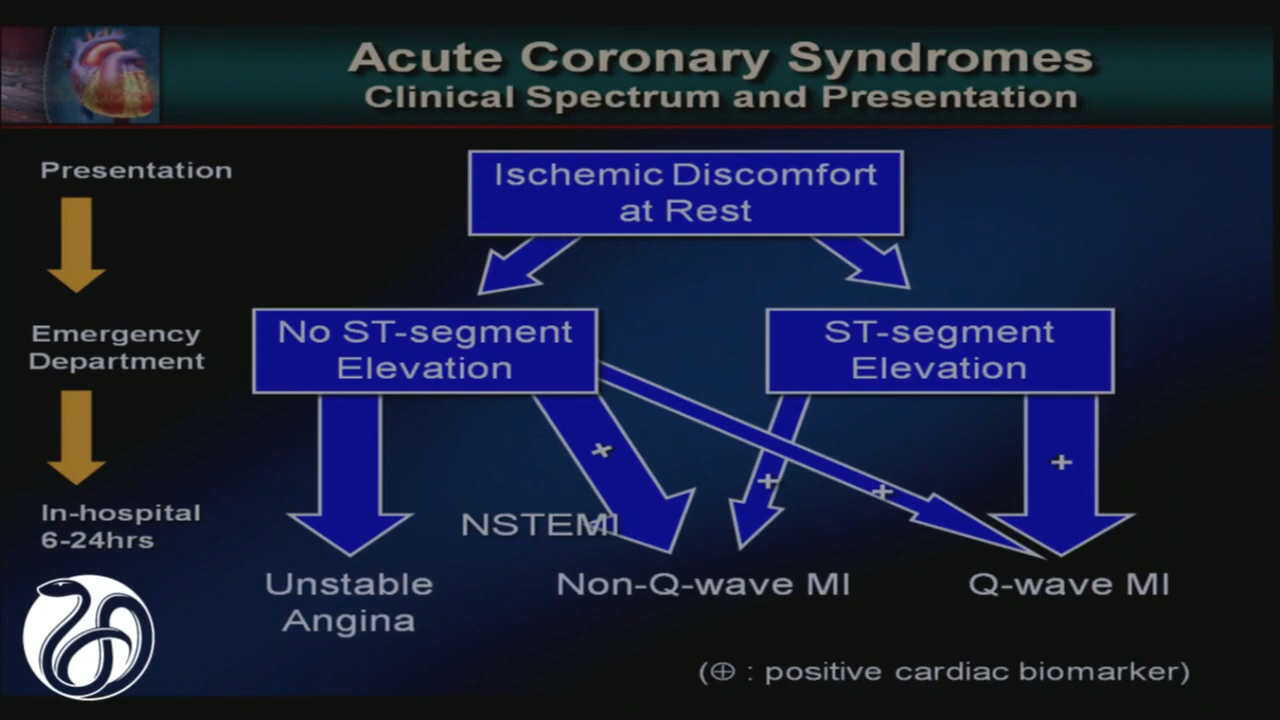 Acute Coronary Syndromes
Clinical Spectrum and Presentation
Presentation
Ischemic Discomfort
at Rest
Emergency
Department
No ST-segment
Elevation
ST-segment
Elevation
+
+
+
+
In-hospital
6-24hrs
NSTEMI
Unstable
Angina
Non-Q-wave MI
Q-wave MI
(⊕ : positive cardiac biomarker)